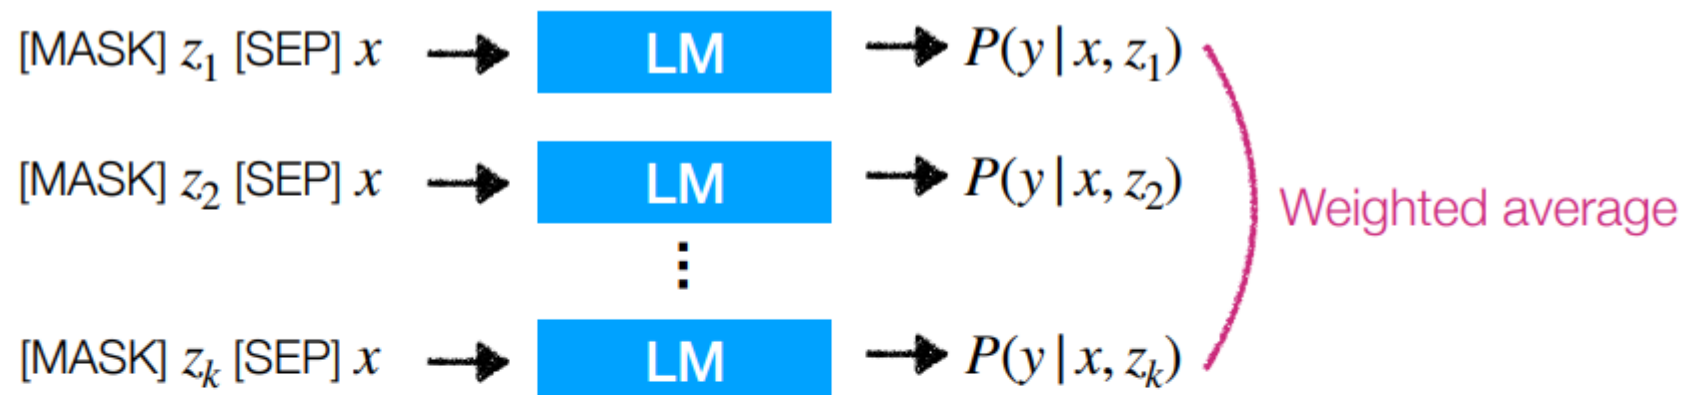 [MASK] z₁ [SEP] x LM P(y | x, z₁)
[MASK] z₂ [SEP] x LM P(y | x, z₂)
Weighted average
⋮
[MASK] zₖ [SEP] x LM P(y | x, zₖ)